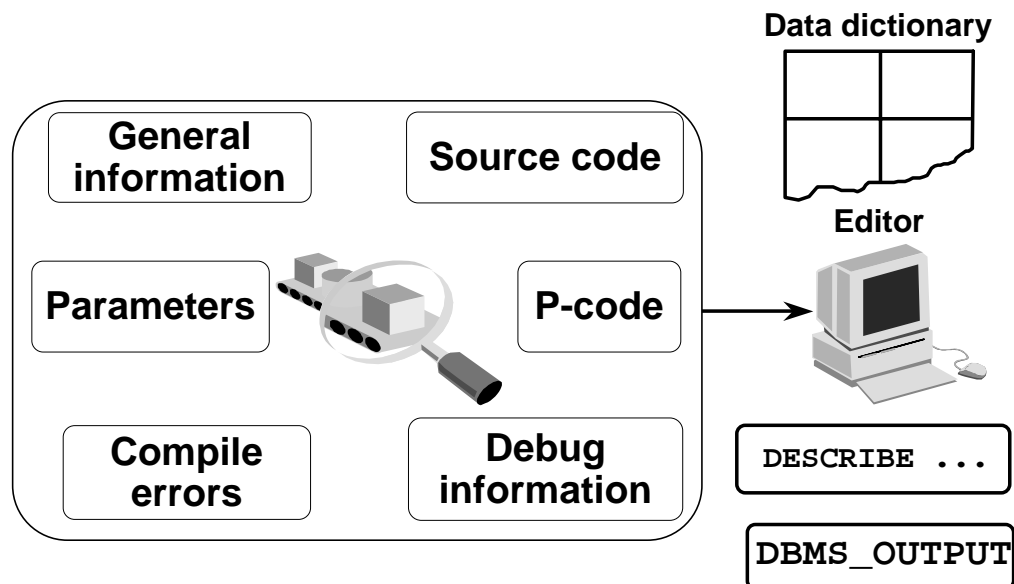 Data dictionary
General
information
Source code
Editor
Parameters
P-code
Compile
errors
Debug
information
DESCRIBE ...
DBMS_OUTPUT